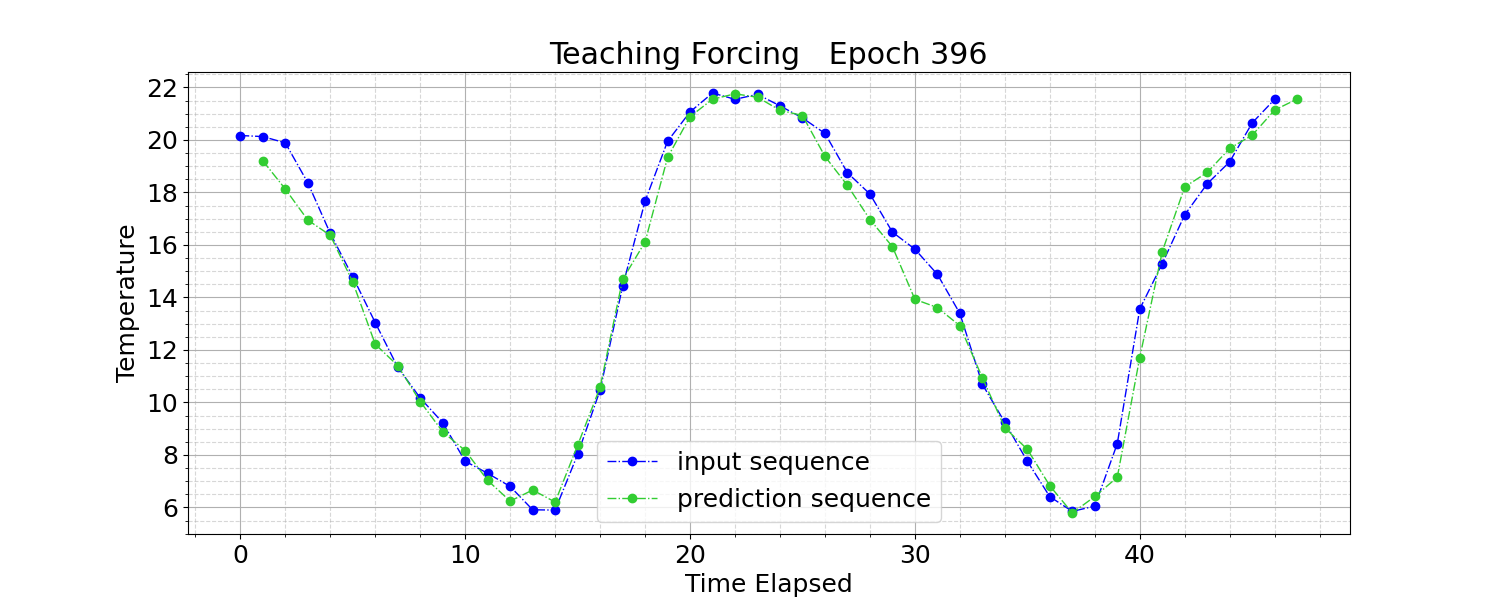 Teaching Forcing   Epoch 396
22
20
18
16
14
12
10
8
6
Temperature
input sequence
prediction sequence
0 10 20 30 40
Time Elapsed